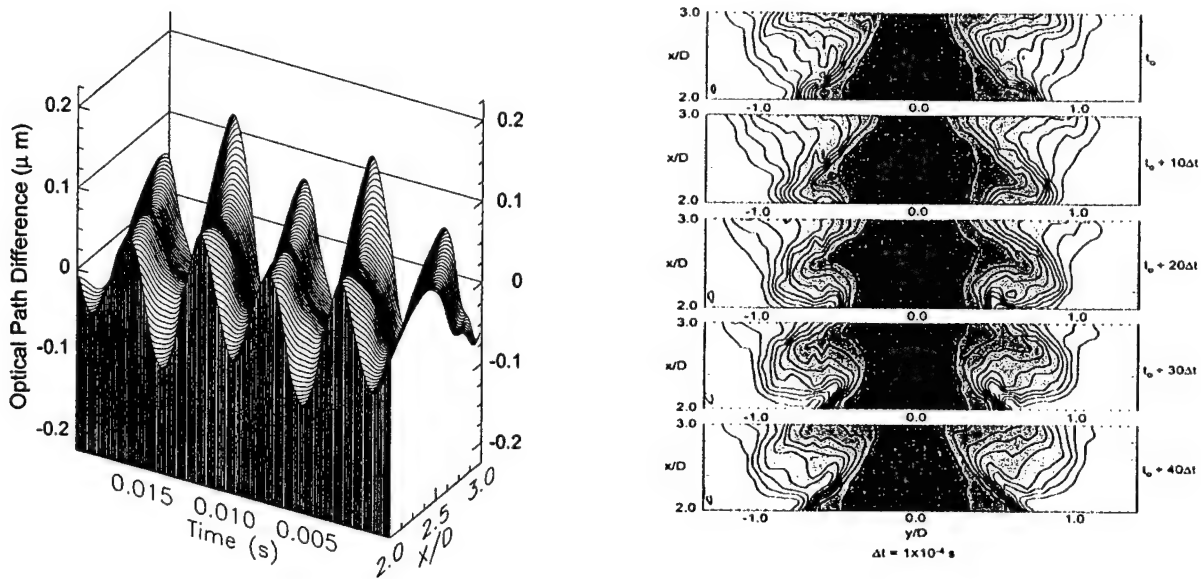 Optical Path Difference (μ m)
0.2
0.1
0
-0.1
-0.2
0.2
0.1
0
-0.1
-0.2
0.015
0.010
0.005
Time (s)
2.0
2.5
3.0
X/D
3.0
x/D
2.0
-1.0
0.0
1.0
t₀
3.0
x/D
2.0
-1.0
0.0
1.0
t₀ + 10Δt
3.0
x/D
2.0
-1.0
0.0
1.0
t₀ + 20Δt
3.0
x/D
2.0
-1.0
0.0
1.0
t₀ + 30Δt
3.0
x/D
2.0
-1.0
0.0
1.0
t₀ + 40Δt
y/D
Δt = 1X10⁻⁴ s